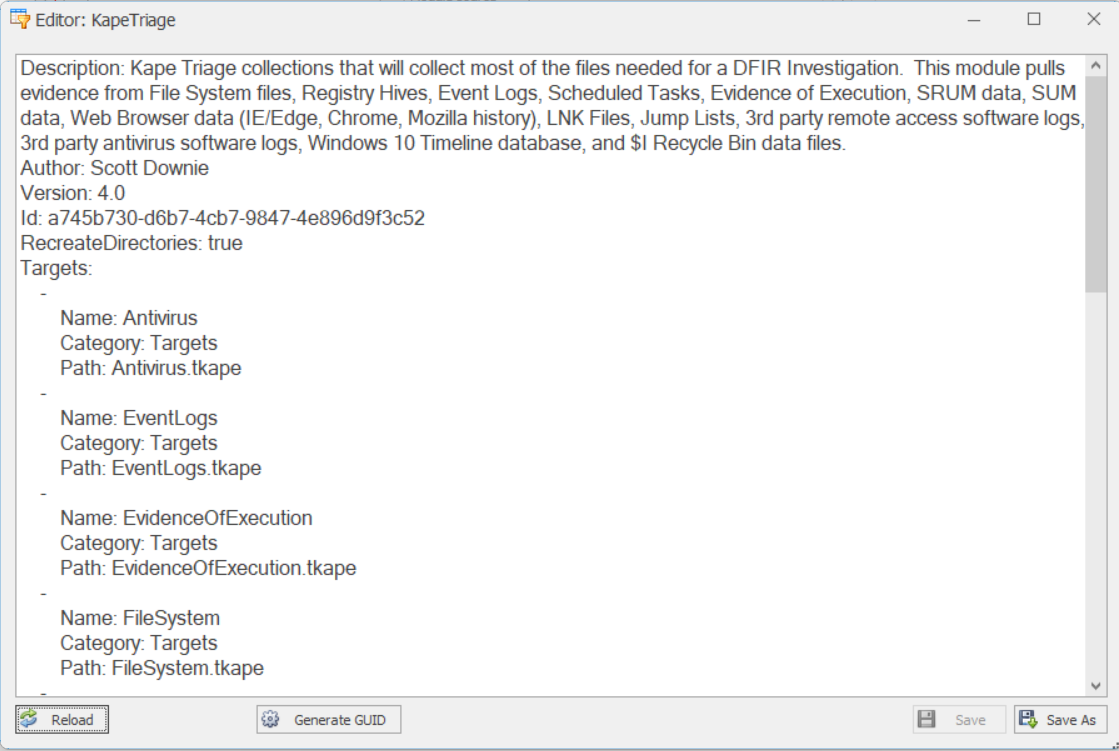 Editor: KapeTriage
Description: Kape Triage collections that will collect most of the files needed for a DFIR Investigation.  This module pulls
evidence from File System files, Registry Hives, Event Logs, Scheduled Tasks, Evidence of Execution, SRUM data, SUM
data, Web Browser data (IE/Edge, Chrome, Mozilla history), LNK Files, Jump Lists, 3rd party remote access software logs,
3rd party antivirus software logs, Windows 10 Timeline database, and $I Recycle Bin data files.
Author: Scott Downie
Version: 4.0
Id: a745b730-d6b7-4cb7-9847-4e896d9f3c52
RecreateDirectories: true
Targets:
    -
        Name: Antivirus
        Category: Targets
        Path: Antivirus.tkape
    -
        Name: EventLogs
        Category: Targets
        Path: EventLogs.tkape
    -
        Name: EvidenceOfExecution
        Category: Targets
        Path: EvidenceOfExecution.tkape
    -
        Name: FileSystem
        Category: Targets
        Path: FileSystem.tkape
    -
Reload
Generate GUID
Save
Save As